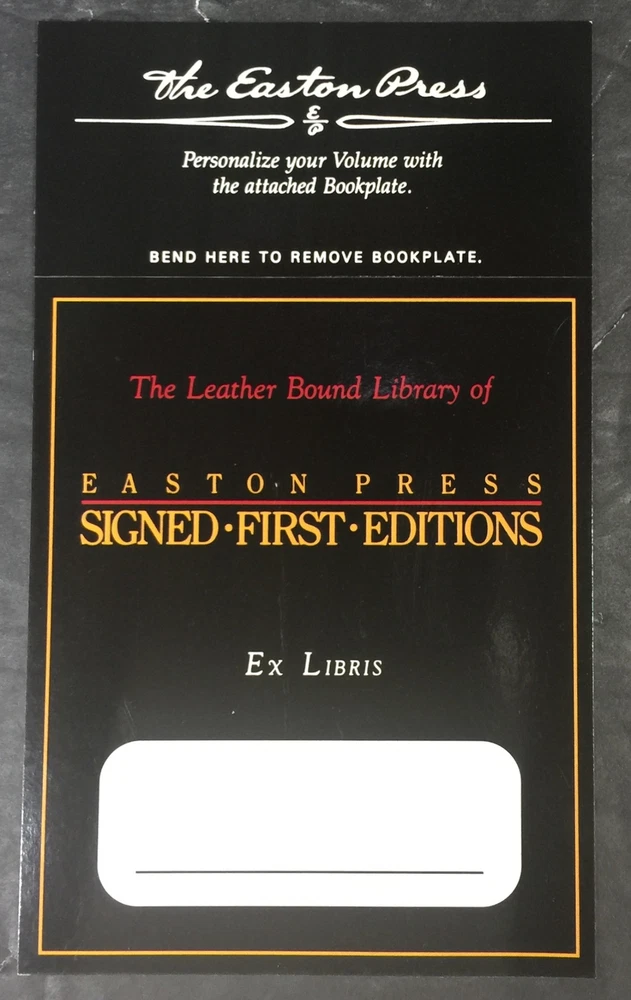 The Easton Press
EP
Personalize your Volume with
the attached Bookplate.
BEND HERE TO REMOVE BOOKPLATE.
The Leather Bound Library of
EASTON PRESS
SIGNED·FIRST·EDITIONS
EX LIBRIS